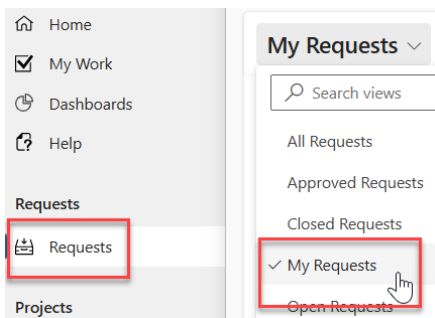 Home
My Work
Dashboards
Help
Requests
Requests
Projects
My Requests
Search views
All Requests
Approved Requests
Closed Requests
My Requests
Open Requests